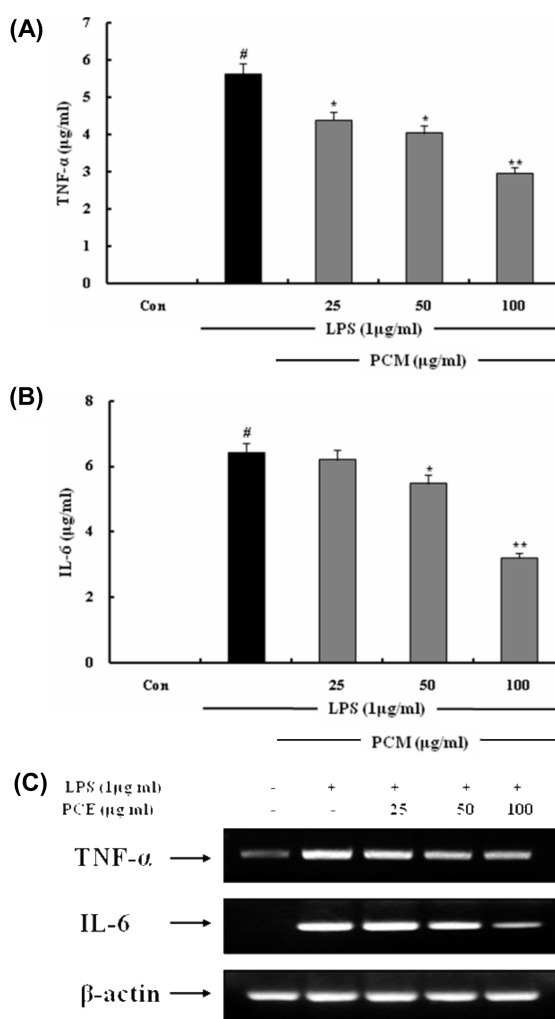 (A)
7
6
5
4
3
2
1
0
TNF-α (µg/ml)
#
*
*
**
Con
25
50
100
LPS (1µg/ml)
PCM (µg/ml)
(B)
8
6
4
2
0
IL-6 (µg/ml)
#
*
**
Con
25
50
100
LPS (1µg/ml)
PCM (µg/ml)
(C)
LPS (1µg ml) - + + + +
PCE (µg ml) - - 25 50 100
TNF-α
IL-6
β-actin